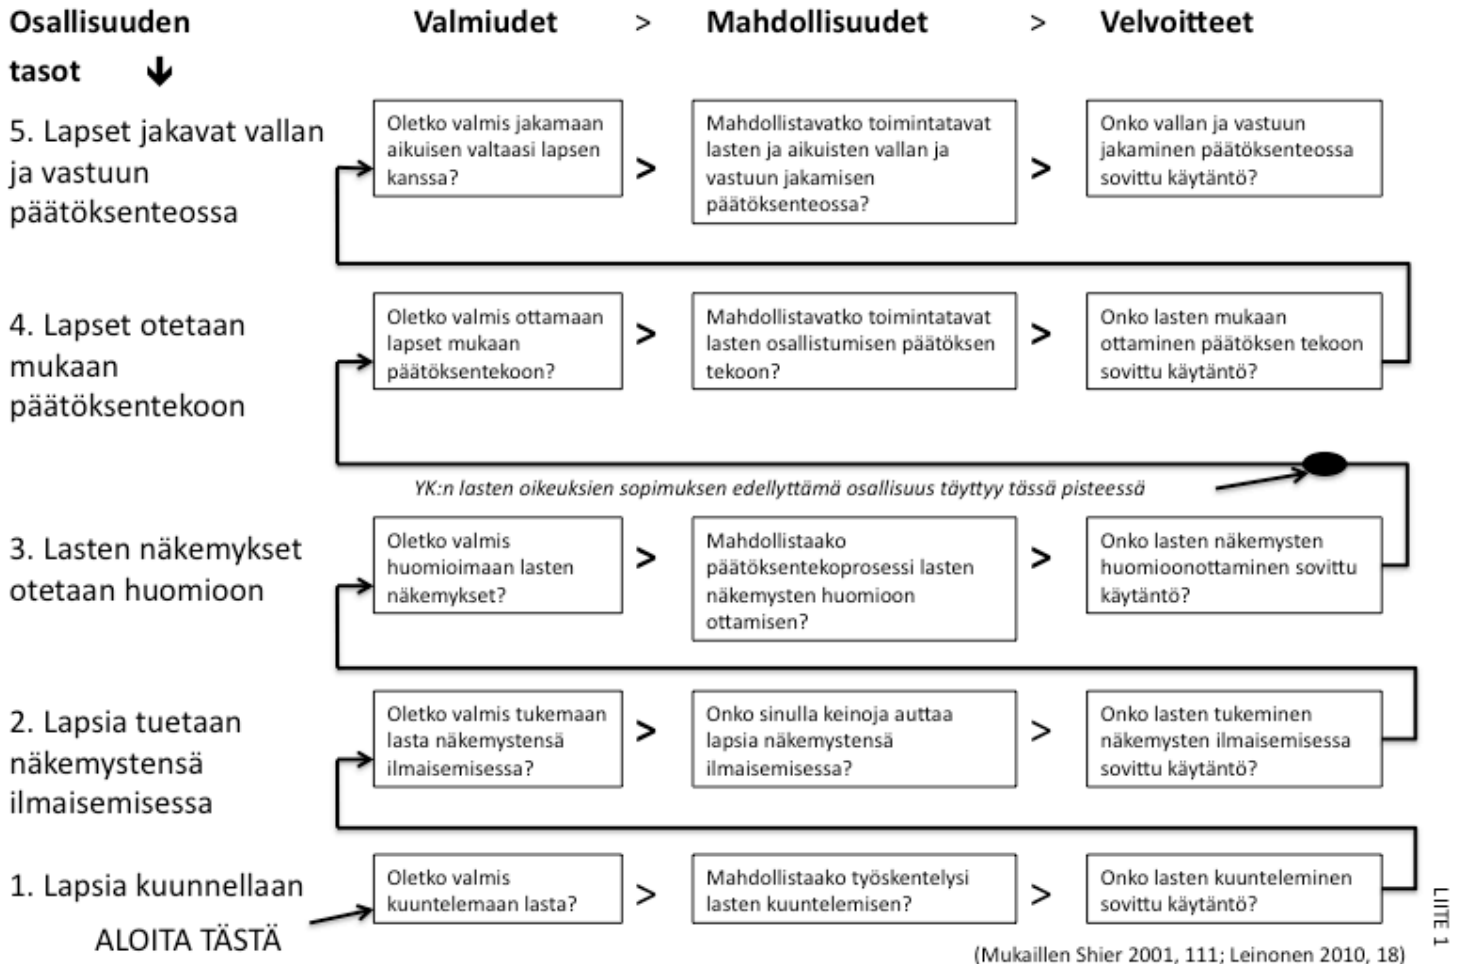 Osallisuuden tasot ↓
Valmiudet > Mahdollisuudet > Velvoitteet
5. Lapset jakavat vallan
ja vastuun
päätöksenteossa
Oletko valmis jakamaan
aikuisen valtaasi lapsen
kanssa?
>
Mahdollistavatko toimintatavat
lasten ja aikuisten vallan ja
vastuun jakamisen
päätöksenteossa?
>
Onko vallan ja vastuun
jakaminen päätöksenteossa
sovittu käytäntö?
4. Lapset otetaan
mukaan
päätöksentekoon
Oletko valmis ottamaan
lapset mukaan
päätöksentekoon?
>
Mahdollistavatko toimintatavat
lasten osallistumisen päätöksen
tekoon?
>
Onko lasten mukaan
ottaminen päätöksen tekoon
sovittu käytäntö?
YK:n lasten oikeuksien sopimuksen edellyttämä osallisuus täyttyy tässä pisteessä
3. Lasten näkemykset
otetaan huomioon
Oletko valmis
huomioimaan lasten
näkemykset?
>
Mahdollistaako
päätöksentekoprosessi lasten
näkemysten huomioon
ottamisen?
>
Onko lasten näkemysten
huomioonottaminen sovittu
käytäntö?
2. Lapsia tuetaan
näkemystensä
ilmaisemisessa
Oletko valmis tukemaan
lasta näkemystensä
ilmaisemisessa?
>
Onko sinulla keinoja auttaa
lapsia näkemystensä
ilmaisemisessa?
>
Onko lasten tukeminen
näkemysten ilmaisemisessa
sovittu käytäntö?
1. Lapsia kuunnellaan
ALOITA TÄSTÄ
Oletko valmis
kuuntelemaan lasta?
>
Mahdollistaako työskentelysi
lasten kuuntelemisen?
>
Onko lasten kuunteleminen
sovittu käytäntö?
LIITE 1
(Mukaillen Shier 2001, 111; Leinonen 2010, 18)